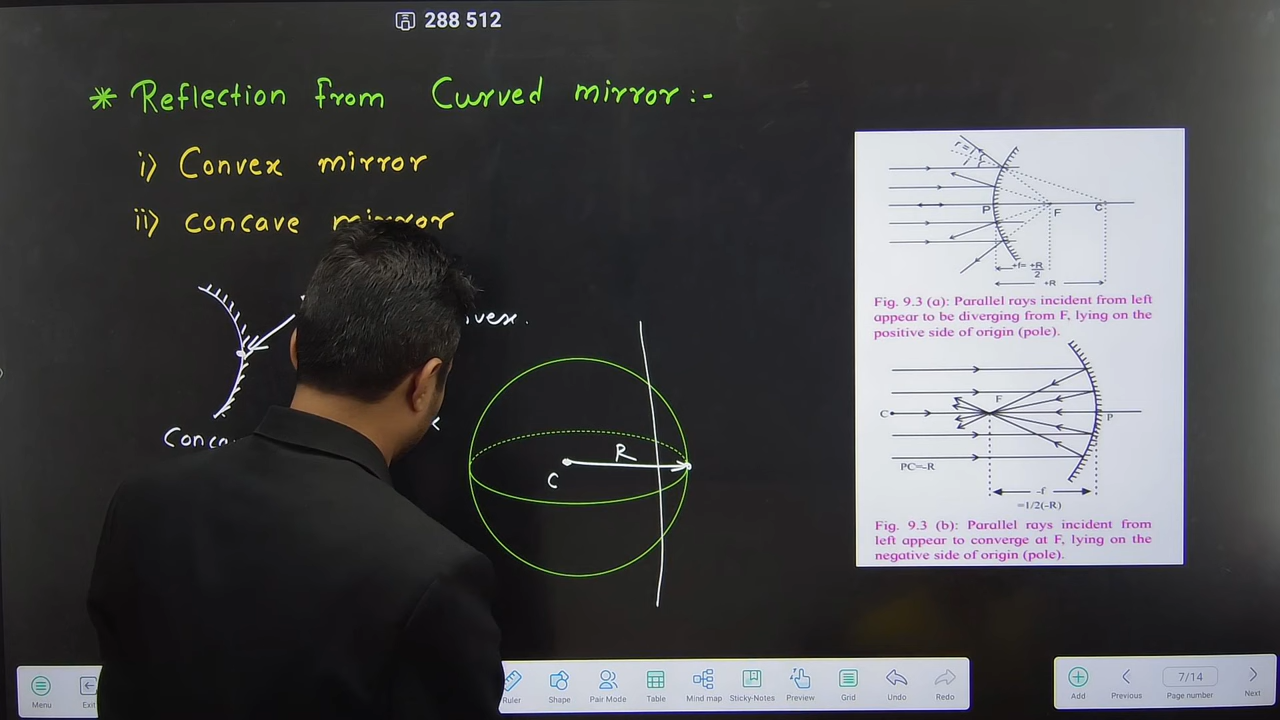 288 512
* Reflection from Curved mirror :-
i) Convex mirror
ii) concave mirror
R
C
P
F
C
+f= +R
2
+R
Fig. 9.3 (a): Parallel rays incident from left
appear to be diverging from F, lying on the
positive side of origin (pole).
C
F
P
PC=-R
-f
=1/2(-R)
Fig. 9.3 (b): Parallel rays incident from
left appear to converge at F, lying on the
negative side of origin (pole).
Menu
Ruler
Shape
Pair Mode
Table
Mind map
Sticky-Notes
Preview
Grid
Undo
Redo
Add
Previous
7/14
Page number
Next